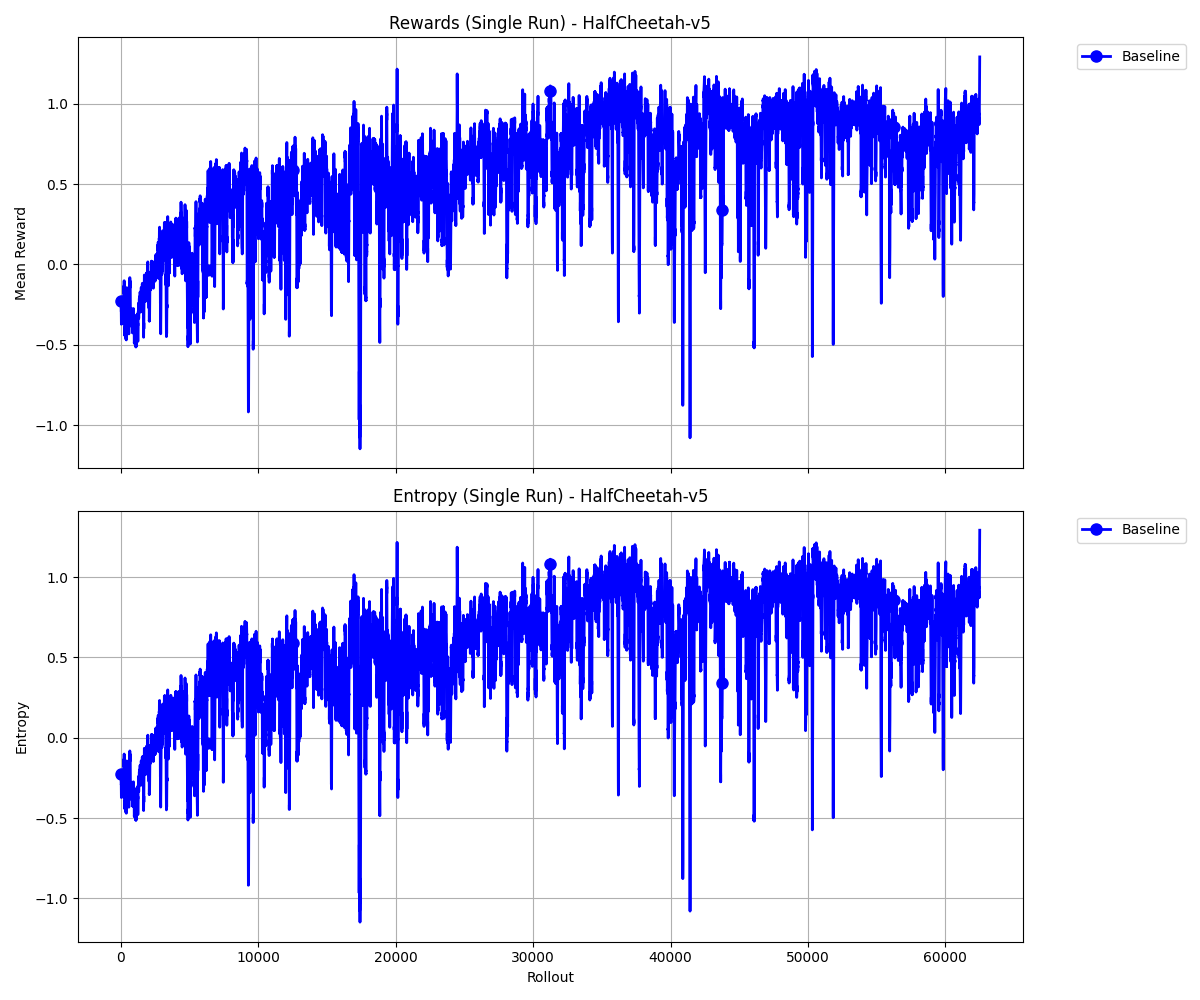 Rewards (Single Run) - HalfCheetah-v5
Baseline
Mean Reward
1.0
0.5
0.0
−0.5
−1.0
Entropy (Single Run) - HalfCheetah-v5
Baseline
Entropy
1.0
0.5
0.0
−0.5
−1.0
0 10000 20000 30000 40000 50000 60000
Rollout